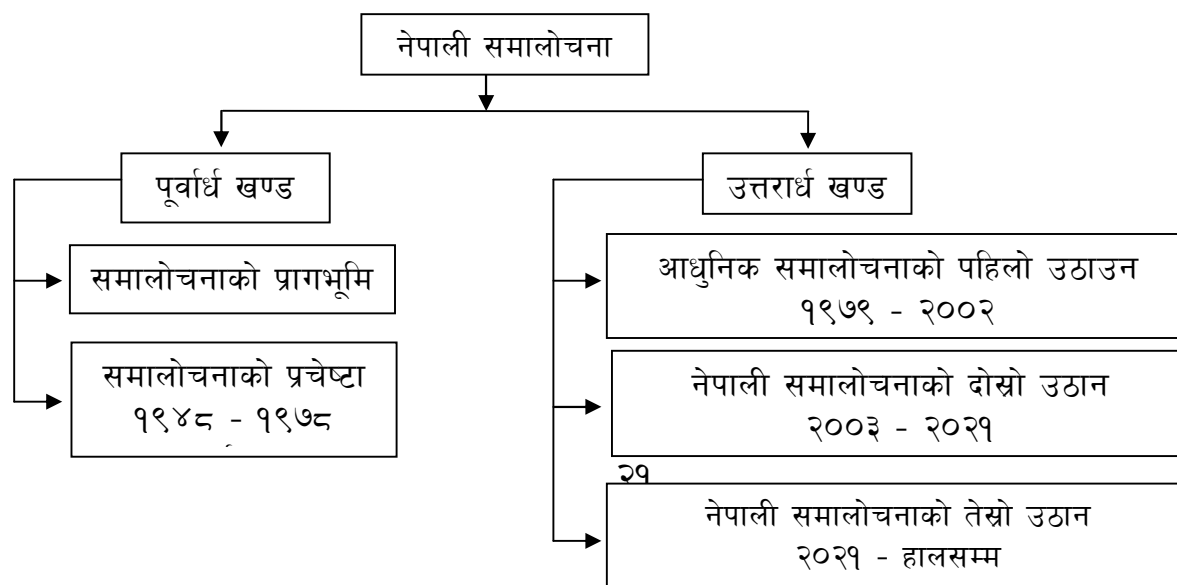 नेपाली समालोचना
पूर्वार्ध खण्ड
समालोचनाको प्रागभूमि
समालोचनाको प्रचेष्टा
१९४८ - १९७८
उत्तरार्ध खण्ड
आधुनिक समालोचनाको पहिलो उठाउन
१९७९ - २००२
नेपाली समालोचनाको दोस्रो उठान
२००३ - २०२१
२१
नेपाली समालोचनाको तेस्रो उठान
२०२१ - हालसम्म